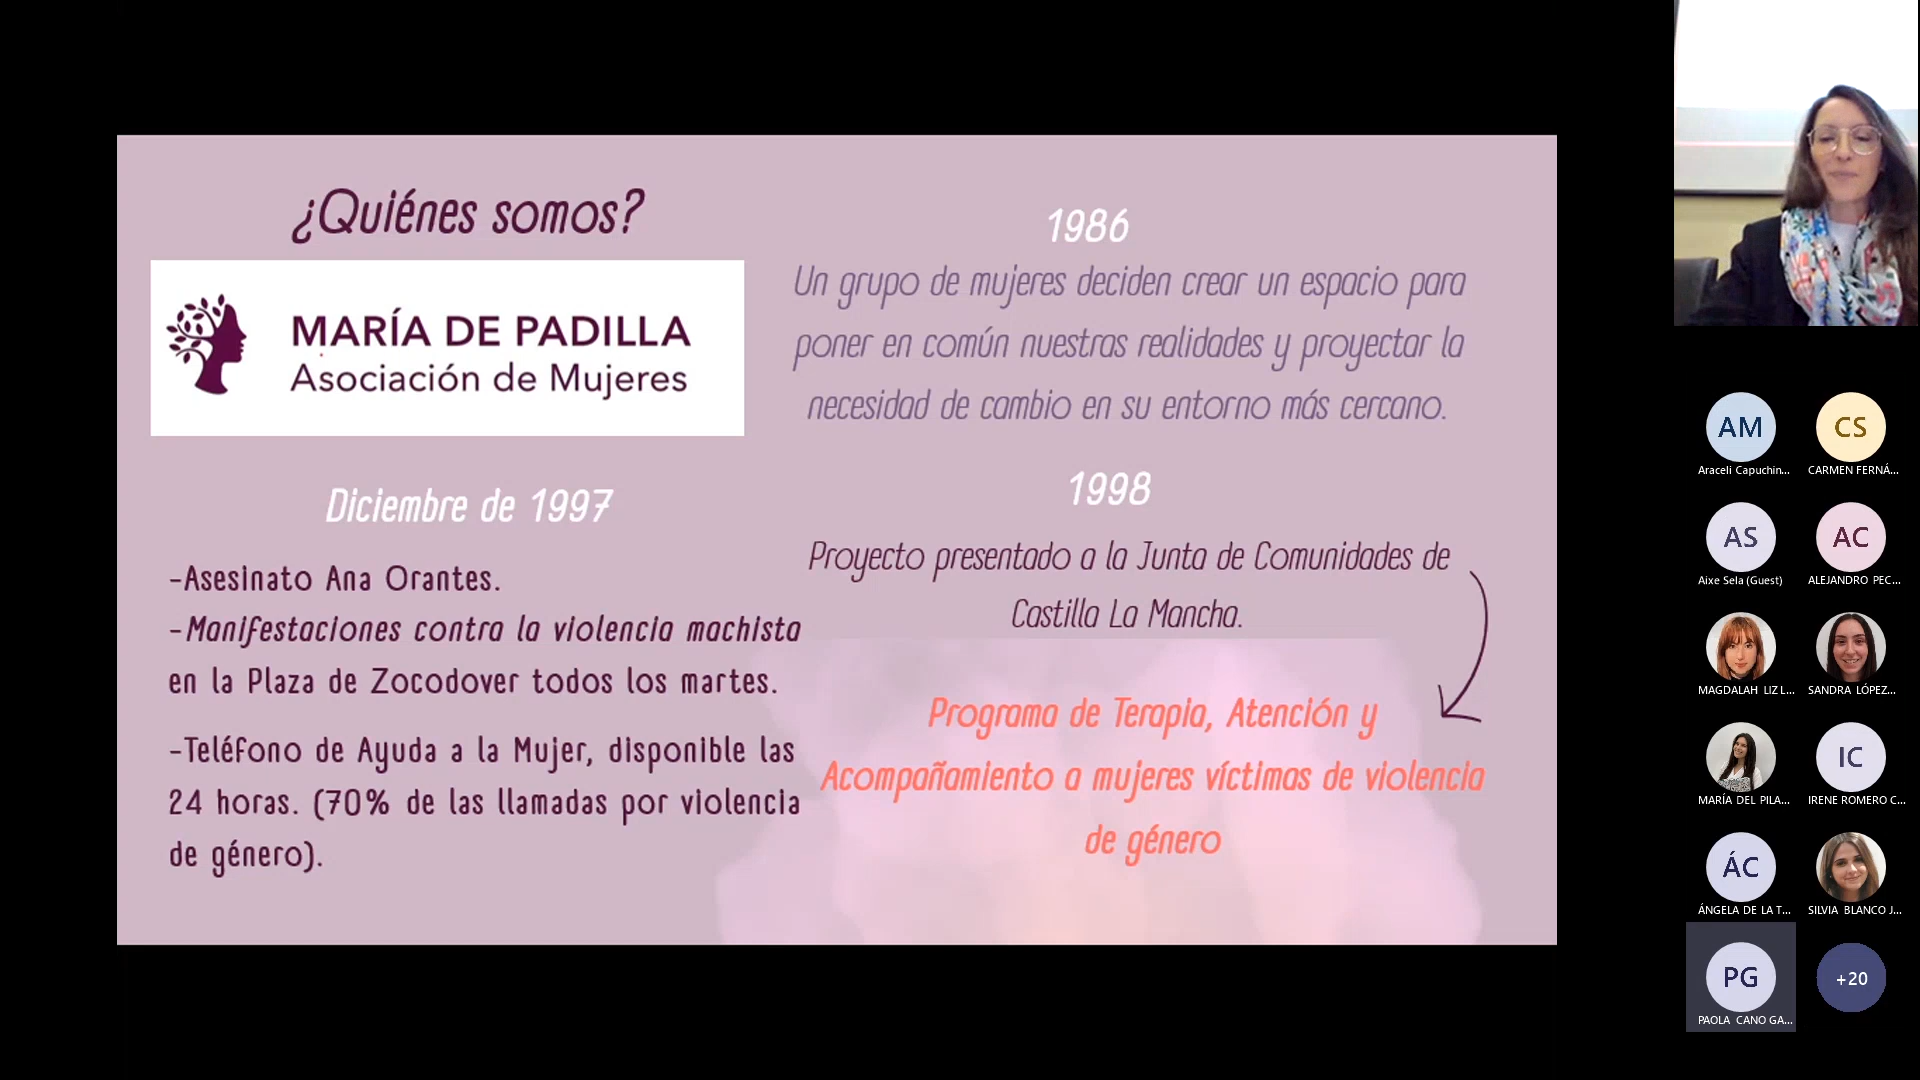 ¿Quiénes somos?
MARÍA DE PADILLA
Asociación de Mujeres
Diciembre de 1997
-Asesinato Ana Orantes.
-Manifestaciones contra la violencia machista
en la Plaza de Zocodover todos los martes.
-Teléfono de Ayuda a la Mujer, disponible las
24 horas. (70% de las llamadas por violencia
de género).
1986
Un grupo de mujeres deciden crear un espacio para
poner en común nuestras realidades y proyectar la
necesidad de cambio en su entorno más cercano.
1998
Proyecto presentado a la Junta de Comunidades de
Castilla La Mancha.
Programa de Terapia, Atención y
Acompañamiento a mujeres víctimas de violencia
de género
AM
Araceli Capuchin...
CS
CARMEN FERNÁ...
AS
Aixe Sela (Guest)
AC
ALEJANDRO PEC...
MAGDALAH LIZ L...
SANDRA LÓPEZ...
MARÍA DEL PILA...
IC
IRENE ROMERO C...
ÁC
ÁNGELA DE LA T...
SILVIA BLANCO J...
PG
PAOLA CANO GA...
+20